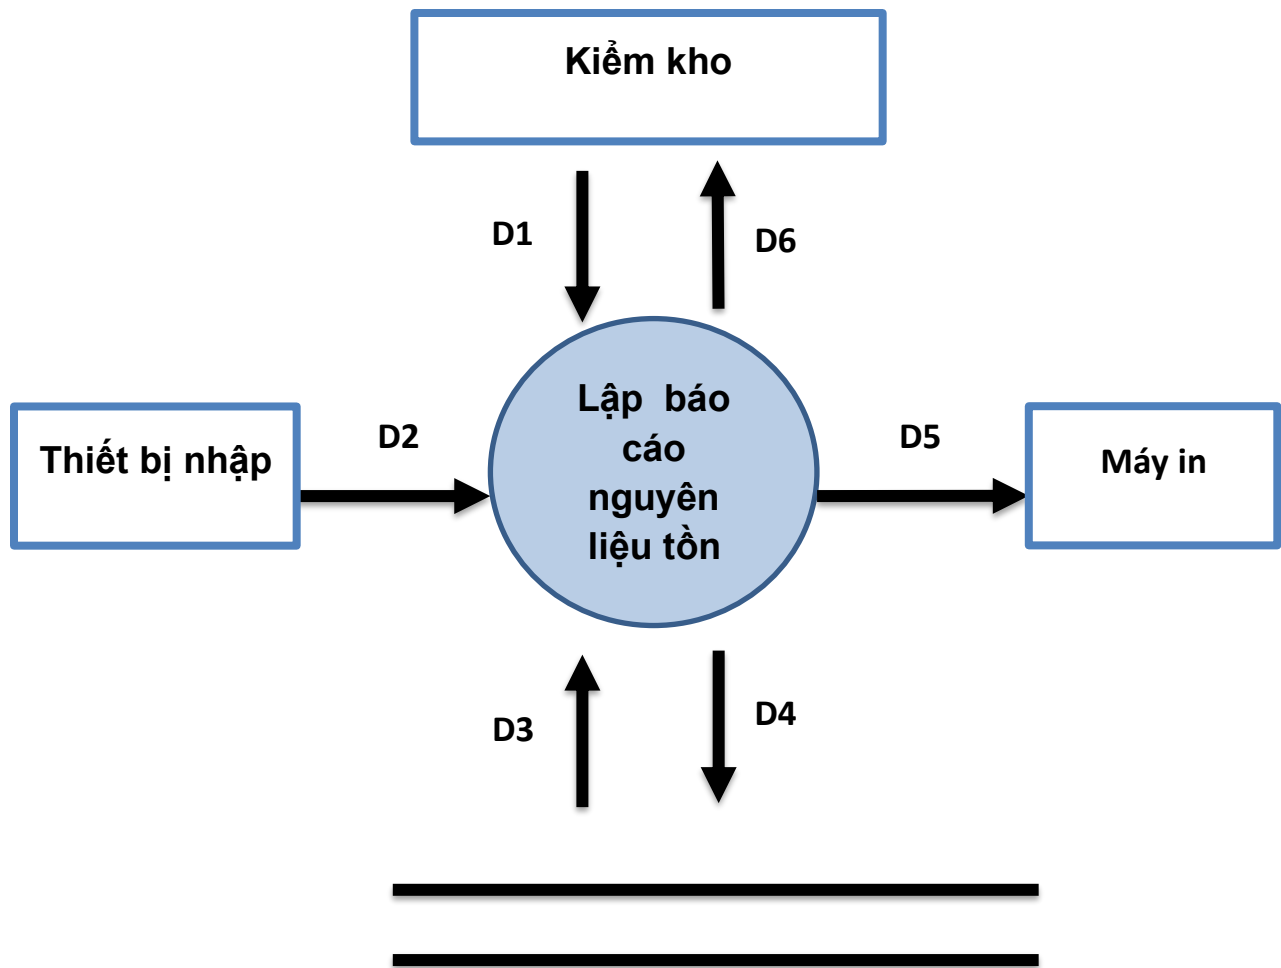 Kiểm kho
D1
D6
Lập báo
cáo
nguyên
liệu tồn
Thiết bị nhập
D2
D5
Máy in
D3
D4